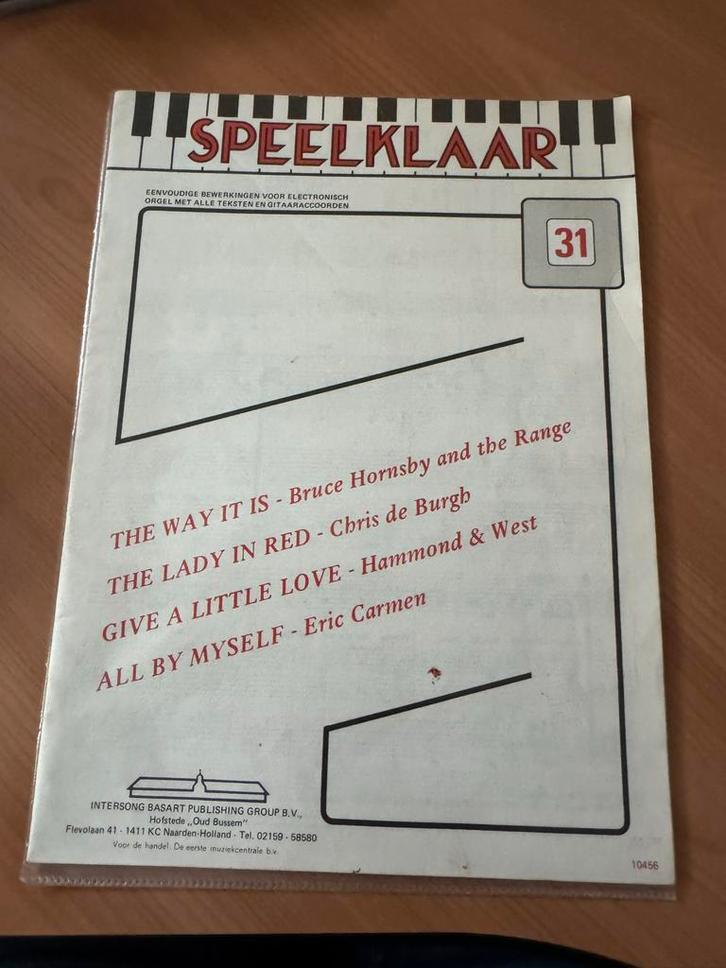 SPEELKLAAR
EENVOUDIGE BEWERKINGEN VOOR ELECTRONISCH
ORGEL MET ALLE TEKSTEN EN GITAARACCOORDEN
31
THE WAY IT IS - Bruce Hornsby and the Range
THE LADY IN RED - Chris de Burgh
GIVE A LITTLE LOVE - Hammond & West
ALL BY MYSELF - Eric Carmen
INTERSONG BASART PUBLISHING GROUP B.V.,
Hofstede „Oud Bussem"
Flevolaan 41 - 1411 KC Naarden-Holland - Tel. 02159 - 58580
Voor de handel: De eerste muziekcentrale b.v.
10456